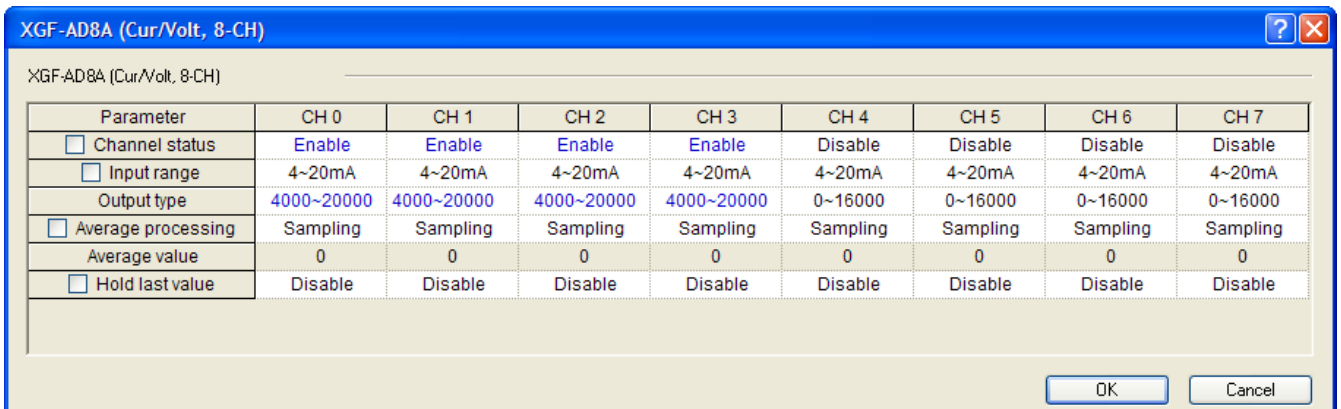 XGF-AD8A (Cur/Volt, 8-CH)
XGF-AD8A (Cur/Volt, 8-CH)
Parameter CH 0 CH 1 CH 2 CH 3 CH 4 CH 5 CH 6 CH 7
Channel status Enable Enable Enable Enable Disable Disable Disable Disable
Input range 4~20mA 4~20mA 4~20mA 4~20mA 4~20mA 4~20mA 4~20mA 4~20mA
Output type 4000~20000 4000~20000 4000~20000 4000~20000 0~16000 0~16000 0~16000 0~16000
Average processing Sampling Sampling Sampling Sampling Sampling Sampling Sampling Sampling
Average value 0 0 0 0 0 0 0 0
Hold last value Disable Disable Disable Disable Disable Disable Disable Disable
OK Cancel